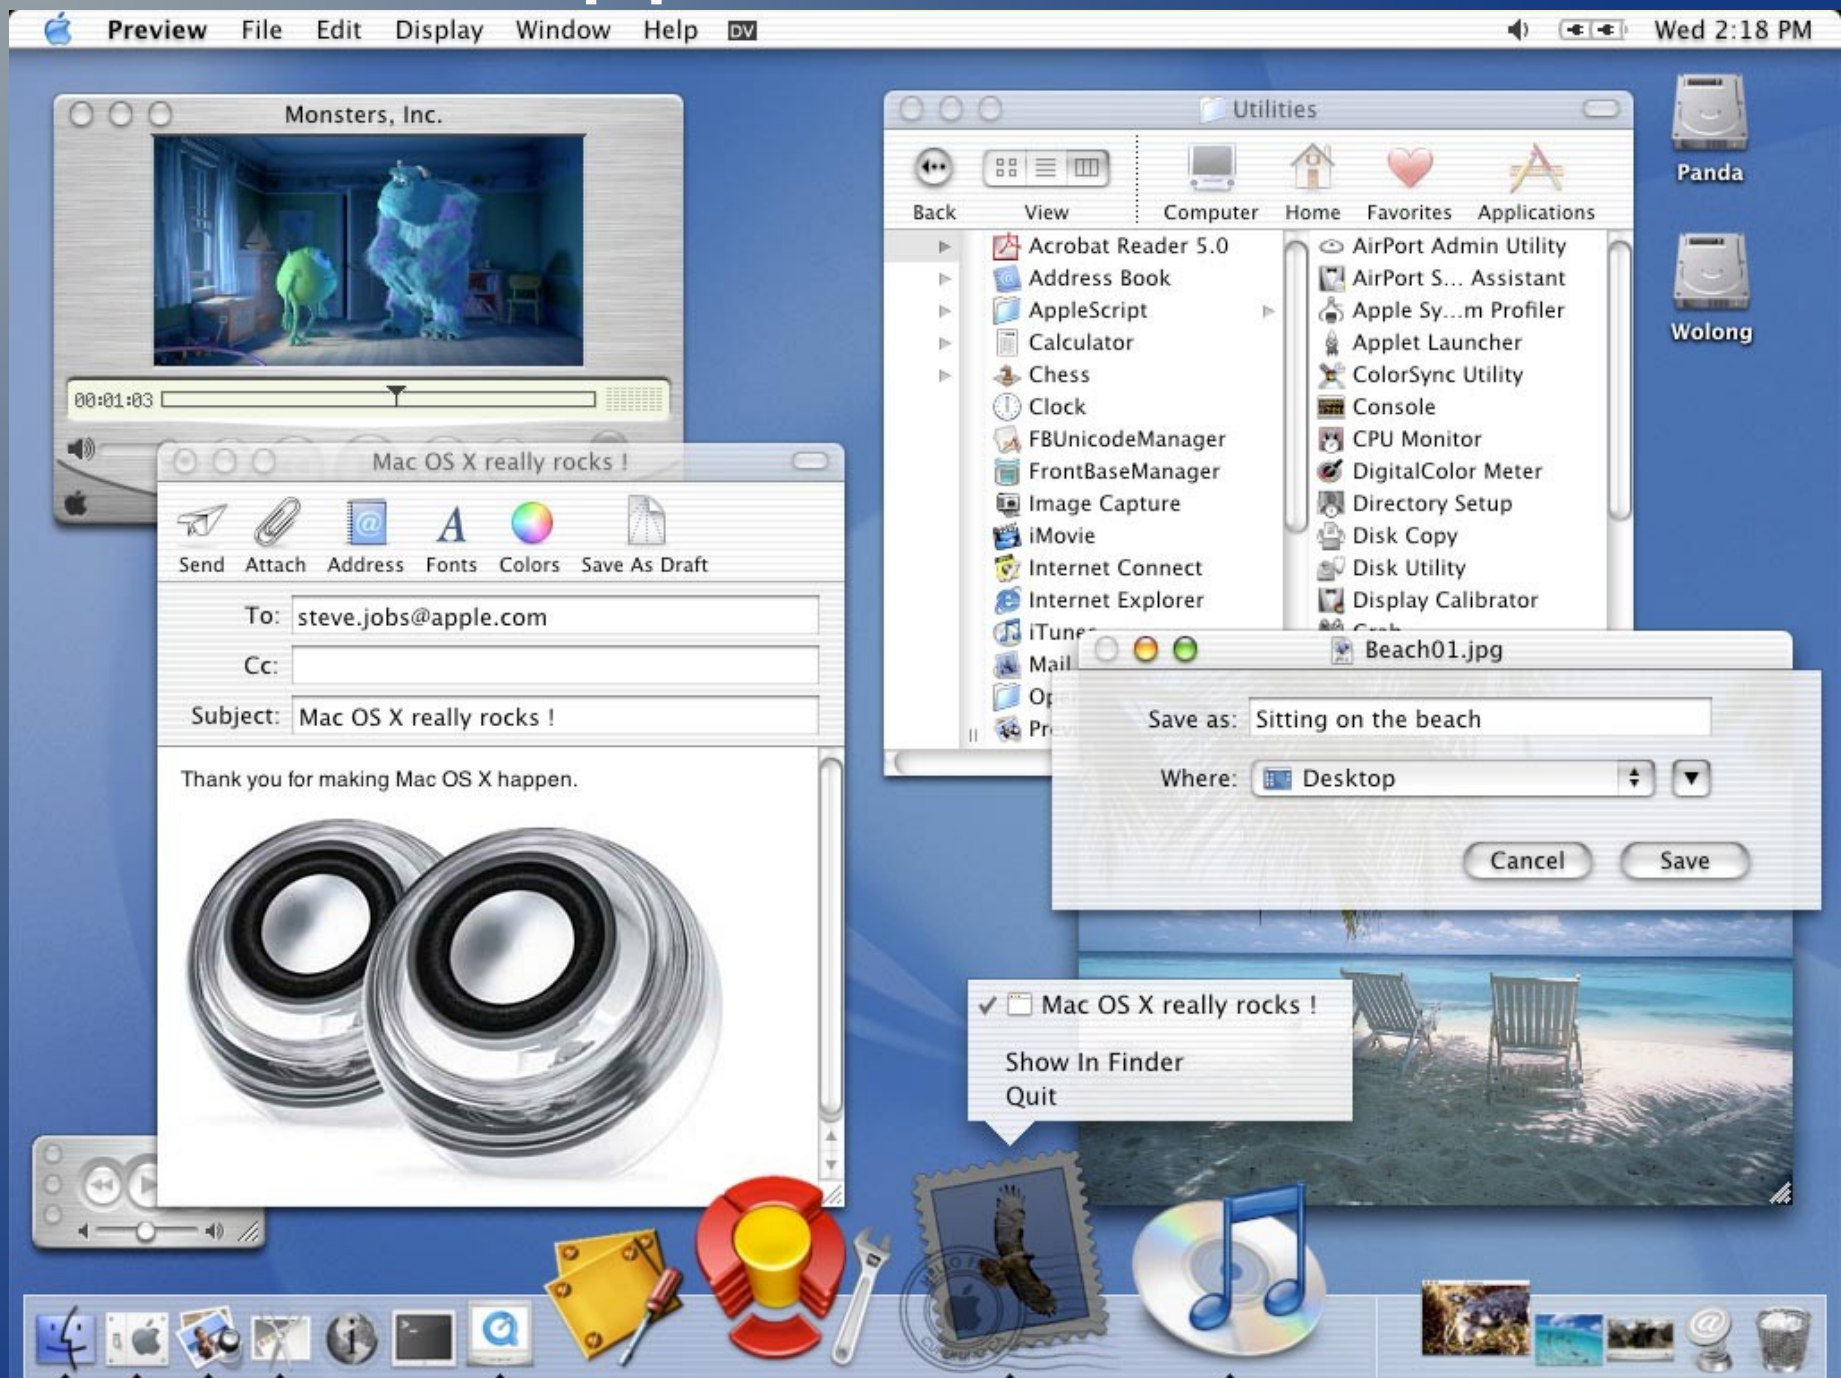 Preview File Edit Display Window Help DV Wed 2:18 PM
Monsters, Inc.
00:01:03
Mac OS X really rocks !
Send Attach Address Fonts Colors Save As Draft
To: steve.jobs@apple.com
Cc:
Subject: Mac OS X really rocks !
Thank you for making Mac OS X happen.
Utilities
Back View Computer Home Favorites Applications
Acrobat Reader 5.0
Address Book
AppleScript
Calculator
Chess
Clock
FBUnicodeManager
FrontBaseManager
Image Capture
iMovie
Internet Connect
Internet Explorer
iTunes
Mail
AirPort Admin Utility
AirPort S... Assistant
Apple Sy...m Profiler
Applet Launcher
ColorSync Utility
Console
CPU Monitor
DigitalColor Meter
Directory Setup
Disk Copy
Disk Utility
Display Calibrator
Panda
Wolong
Beach01.jpg
Save as: Sitting on the beach
Where: Desktop
Cancel Save
Mac OS X really rocks !
Show In Finder
Quit